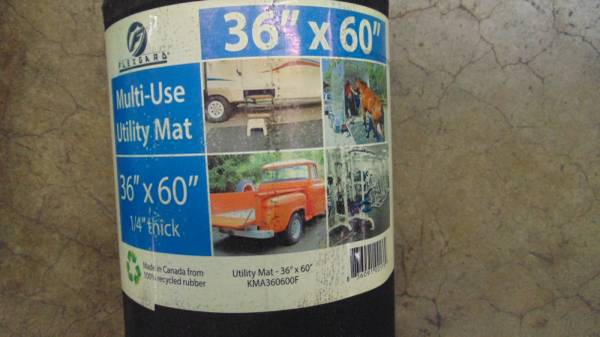 36" x 60"
FLEXGARD
Multi-Use
Utility Mat
36" x 60"
1/4" thick
Made in Canada from
100% recycled rubber
Utility Mat - 36" x 60"
KMA360600F